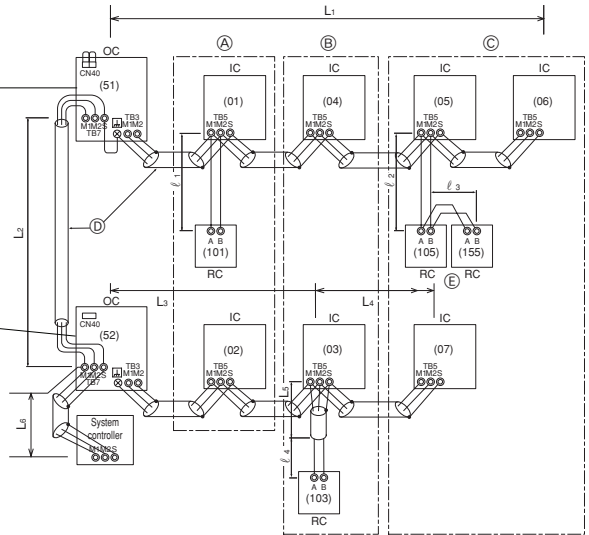 L1
A
B
C
OC
IC
IC
IC
IC
CN40
(51)
(01)
(04)
(05)
(06)
M1M2S
TB7
TB3
M1M2
TB5
M1M2S
TB5
M1M2S
TB5
M1M2S
TB5
M1M2S
ℓ1
ℓ2
ℓ3
L2
D
A B
(101)
RC
A B
(105)
RC
A B
(155)
RC
E
L3
L4
OC
IC
IC
IC
CN40
(52)
(02)
(03)
(07)
M1M2S
TB7
TB3
M1M2
TB5
M1M2S
TB5
M1M2S
TB5
M1M2S
L5
L6
System
controller
M1M2S
ℓ4
A B
(103)
RC